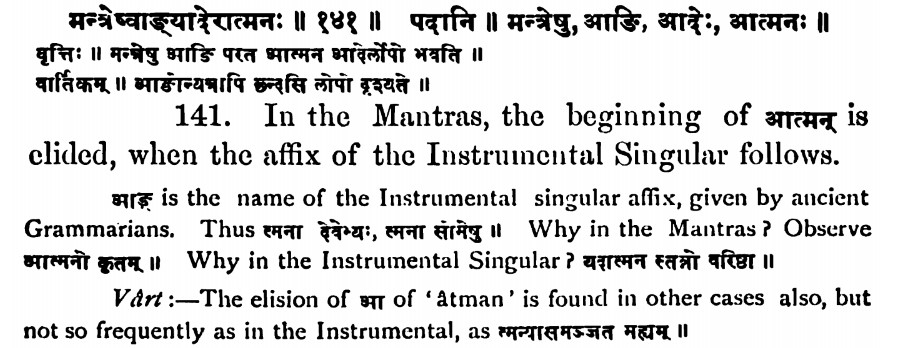 मन्त्रेष्वाङ्यादेरात्मनः ॥ १४१ ॥ पदानि ॥ मन्त्रेषु, आङि, आदेः, आत्मनः ॥
वृत्तिः ॥ मन्त्रेषु आङि परत आत्मन आदेर्लोपो भवति ॥
वार्तिकम् ॥ आङोन्यत्रापि छन्दसि लोपो दृश्यते ॥
141. In the Mantras, the beginning of आत्मन् is
elided, when the affix of the Instrumental Singular follows.
आङ् is the name of the Instrumental singular affix, given by ancient
Grammarians. Thus त्मना देवेभ्यः, त्मना सोमेषु ॥ Why in the Mantras? Observe
आत्मनो कृतम् ॥ Why in the Instrumental Singular? यदात्मन स्तन्नो वरिष्ठा ॥
Vârt :—The elision of आ of 'âtman' is found in other cases also, but
not so frequently as in the Instrumental, as त्मन्यासमञ्जत मह्यम् ॥